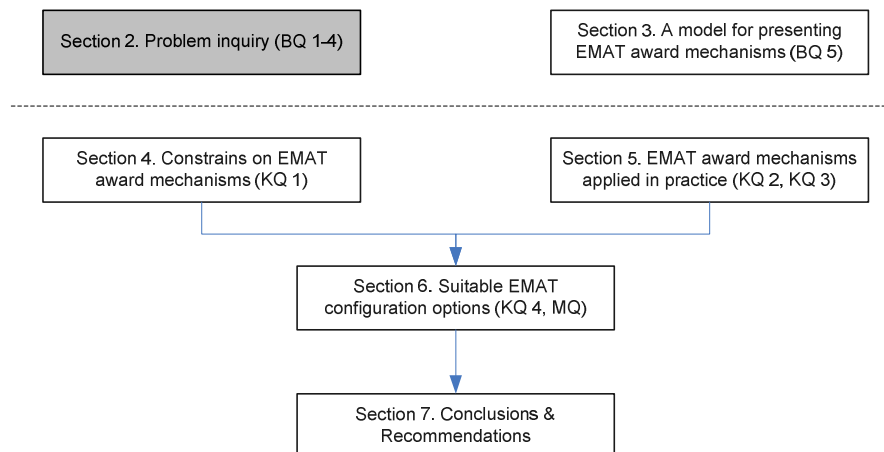 Section 2. Problem inquiry (BQ 1-4)
Section 3. A model for presenting
EMAT award mechanisms (BQ 5)
Section 4. Constrains on EMAT
award mechanisms (KQ 1)
Section 5. EMAT award mechanisms
applied in practice (KQ 2, KQ 3)
Section 6. Suitable EMAT
configuration options (KQ 4, MQ)
Section 7. Conclusions &
Recommendations